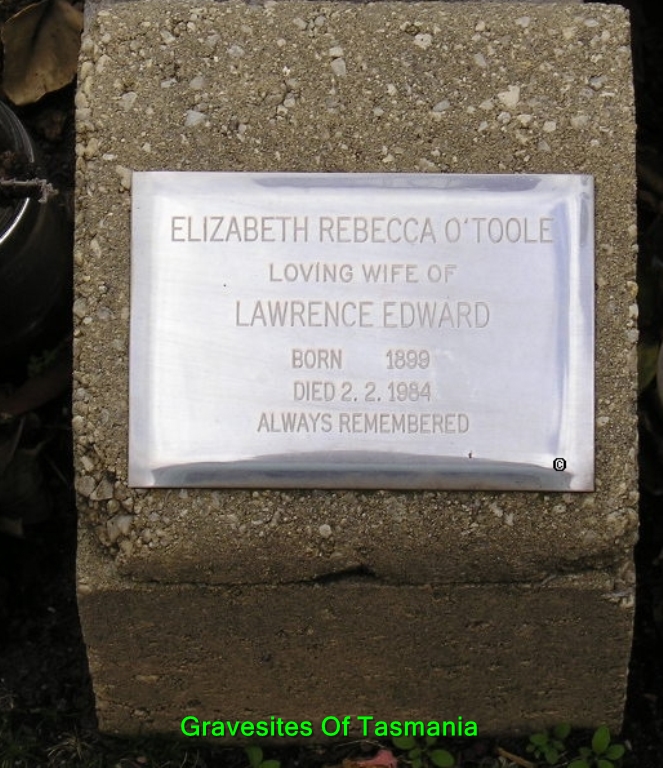 ELIZABETH REBECCA O'TOOLE
LOVING WIFE OF
LAWRENCE EDWARD
BORN 1899
DIED 2. 2. 1984
ALWAYS REMEMBERED
©
Gravesites Of Tasmania